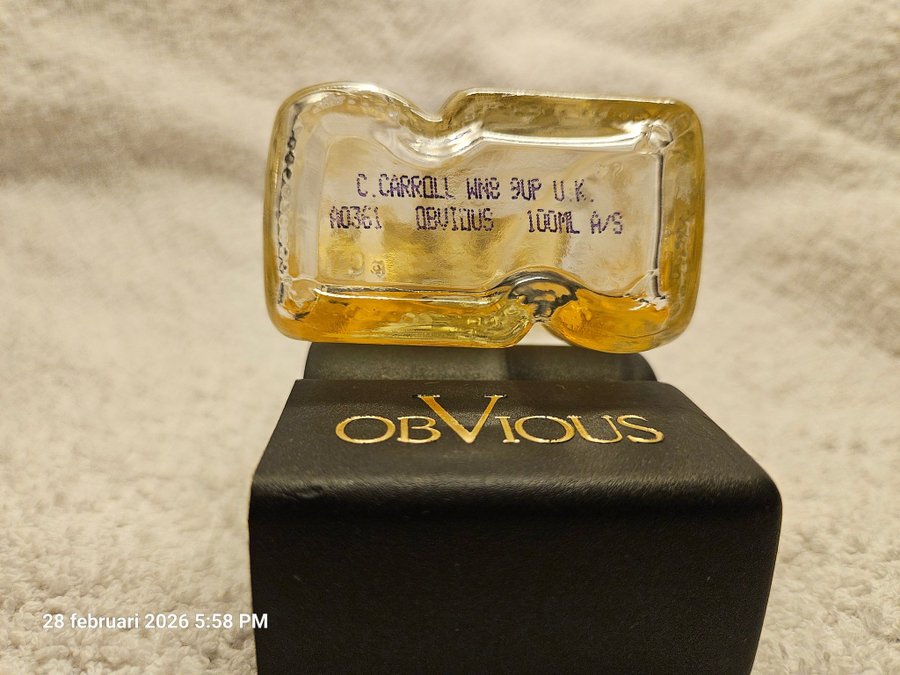 C.CARROLL WN8 9UP U.K.
A0361 OBVIOUS 100ML A/S
OBVIOUS
28 februari 2026 5:58 PM